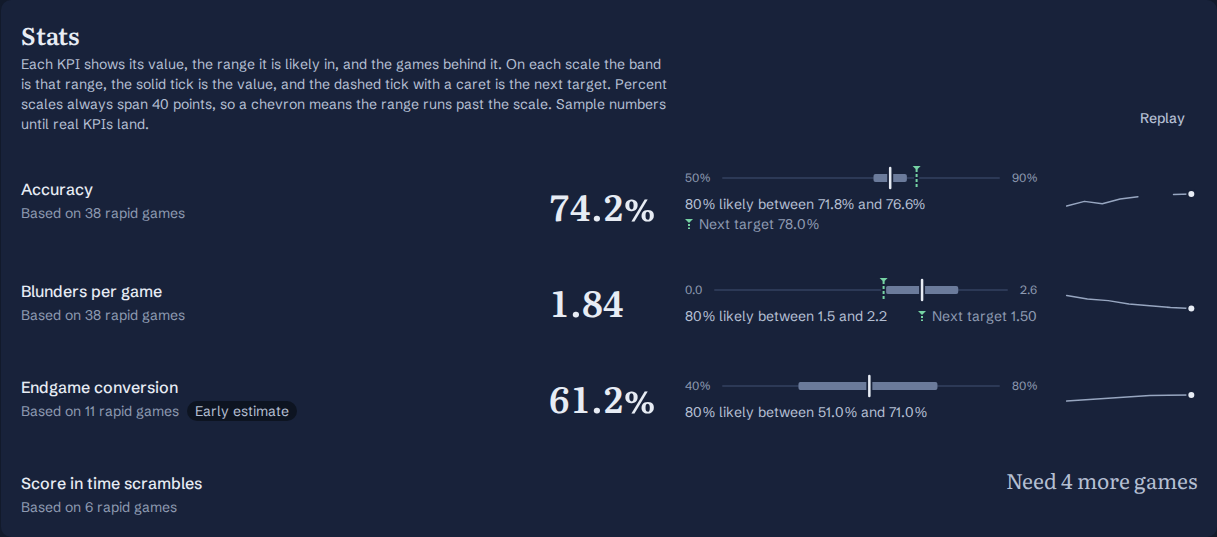 Stats
Each KPI shows its value, the range it is likely in, and the games behind it. On each scale the band
is that range, the solid tick is the value, and the dashed tick with a caret is the next target. Percent
scales always span 40 points, so a chevron means the range runs past the scale. Sample numbers
until real KPIs land.
Replay
Accuracy
Based on 38 rapid games
74.2%
50%
90%
80% likely between 71.8% and 76.6%
Next target 78.0%
Blunders per game
Based on 38 rapid games
1.84
0.0
2.6
80% likely between 1.5 and 2.2
Next target 1.50
Endgame conversion
Based on 11 rapid games
Early estimate
61.2%
40%
80%
80% likely between 51.0% and 71.0%
Score in time scrambles
Based on 6 rapid games
Need 4 more games